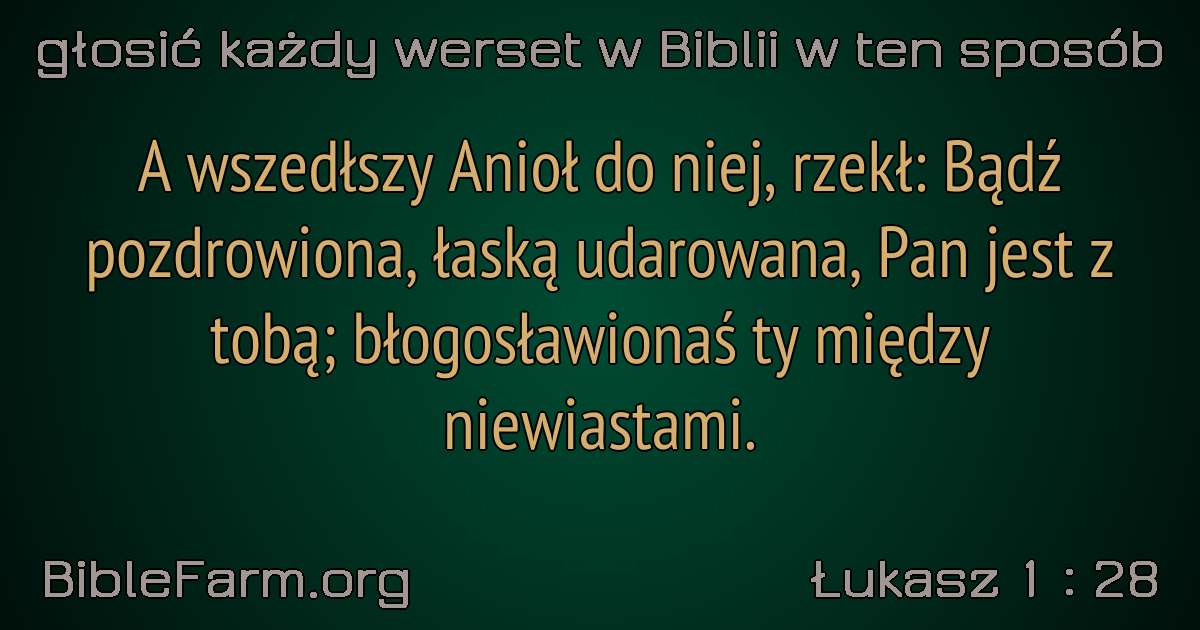 głosić każdy werset w Biblii w ten sposób
A wszedłszy Anioł do niej, rzekł: Bądź
pozdrowiona, łaską udarowana, Pan jest z
tobą; błogosławionaś ty między
niewiastami.
BibleFarm.org
Łukasz 1 : 28